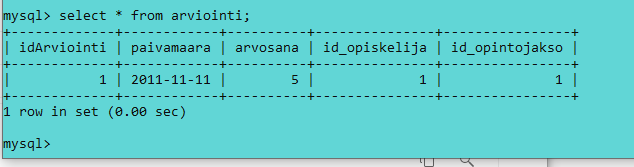 mysql> select * from arviointi;
+-------------+------------+----------+---------------+----------------+
| idArviointi | paivamaara | arvosana | id_opiskelija | id_opintojakso |
+-------------+------------+----------+---------------+----------------+
|           1 | 2011-11-11 |        5 |             1 |              1 |
+-------------+------------+----------+---------------+----------------+
1 row in set (0.00 sec)
mysql>